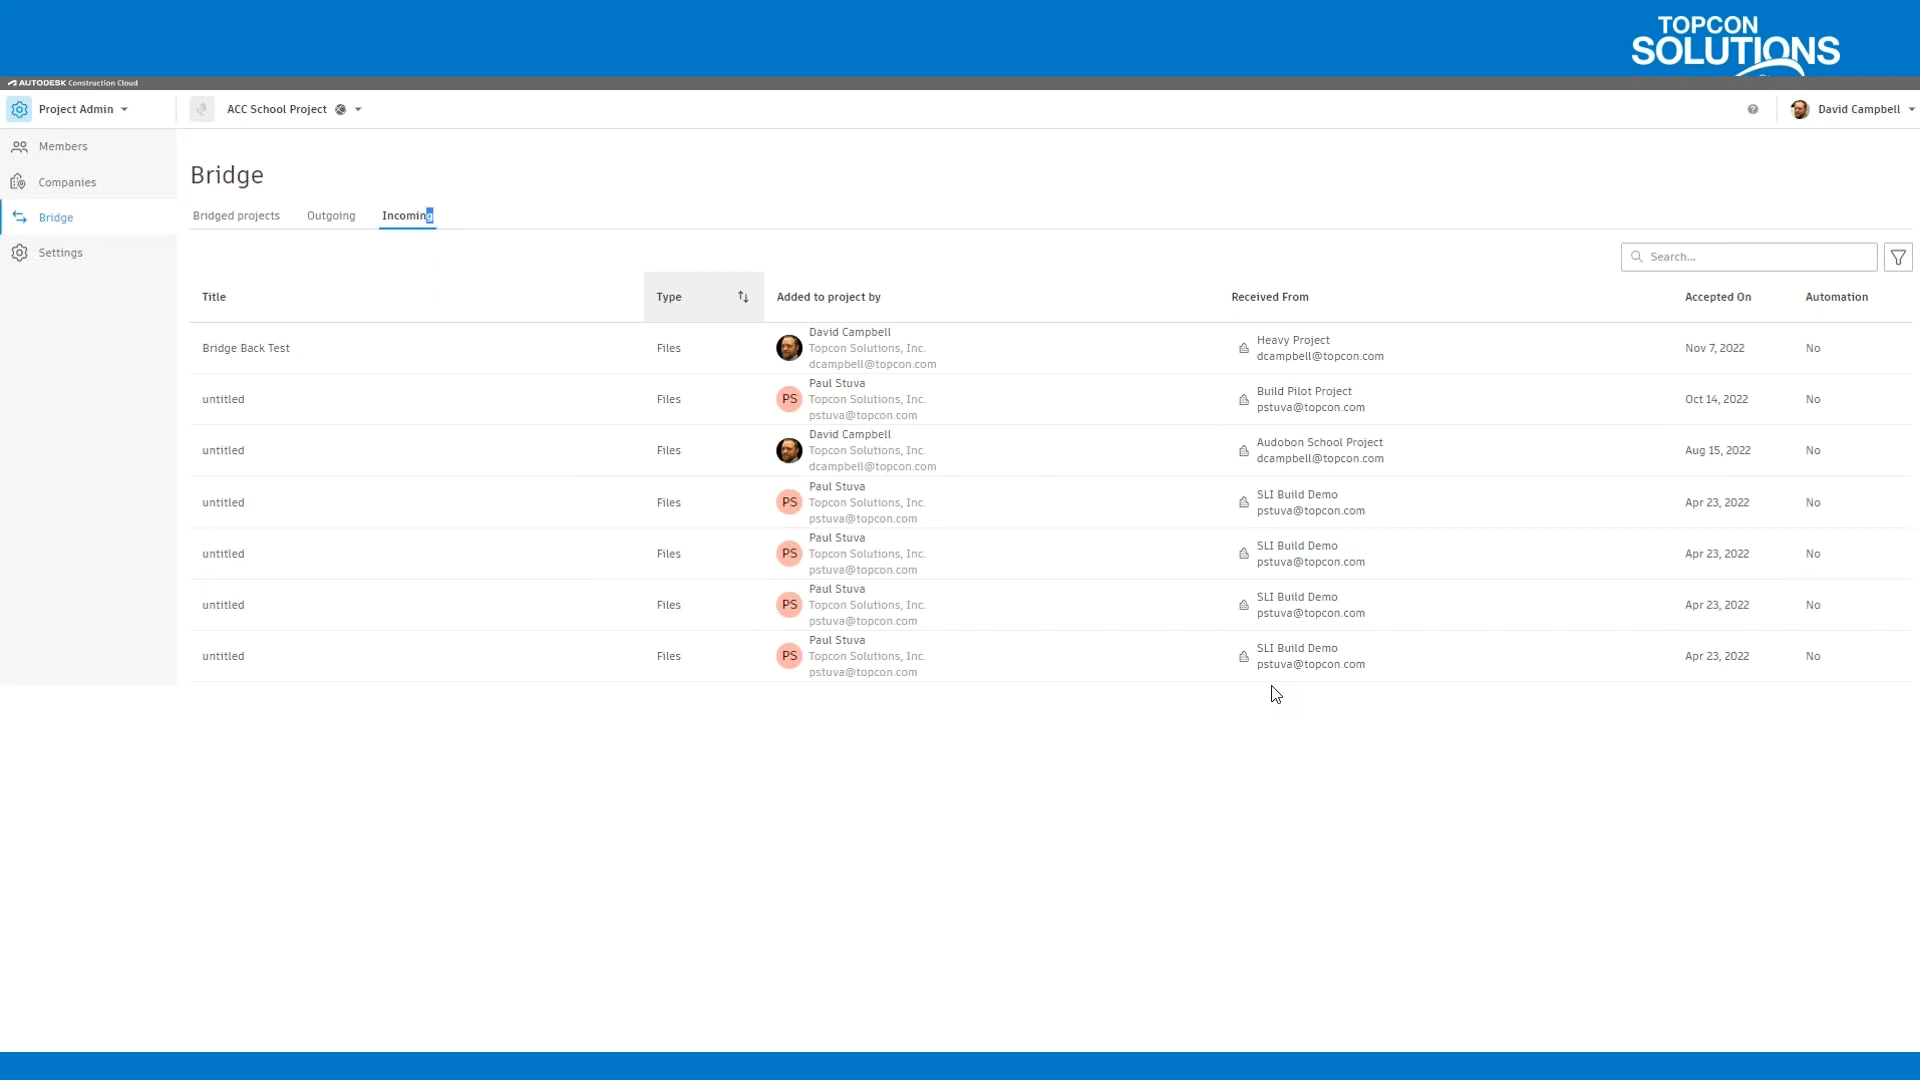 TOPCON
SOLUTIONS
AUTODESK Construction Cloud
Project Admin
ACC School Project
David Campbell
Members
Companies
Bridge
Settings
Bridge
Bridged projects Outgoing Incoming
Search...
Title Type Added to project by Received From Accepted On Automation
Bridge Back Test Files David Campbell Topcon Solutions, Inc. dcampbell@topcon.com Heavy Project dcampbell@topcon.com Nov 7, 2022 No
untitled Files PS Paul Stuva Topcon Solutions, Inc. pstuva@topcon.com Build Pilot Project pstuva@topcon.com Oct 14, 2022 No
untitled Files David Campbell Topcon Solutions, Inc. dcampbell@topcon.com Audobon School Project dcampbell@topcon.com Aug 15, 2022 No
untitled Files PS Paul Stuva Topcon Solutions, Inc. pstuva@topcon.com SLI Build Demo pstuva@topcon.com Apr 23, 2022 No
untitled Files PS Paul Stuva Topcon Solutions, Inc. pstuva@topcon.com SLI Build Demo pstuva@topcon.com Apr 23, 2022 No
untitled Files PS Paul Stuva Topcon Solutions, Inc. pstuva@topcon.com SLI Build Demo pstuva@topcon.com Apr 23, 2022 No
untitled Files PS Paul Stuva Topcon Solutions, Inc. pstuva@topcon.com SLI Build Demo pstuva@topcon.com Apr 23, 2022 No